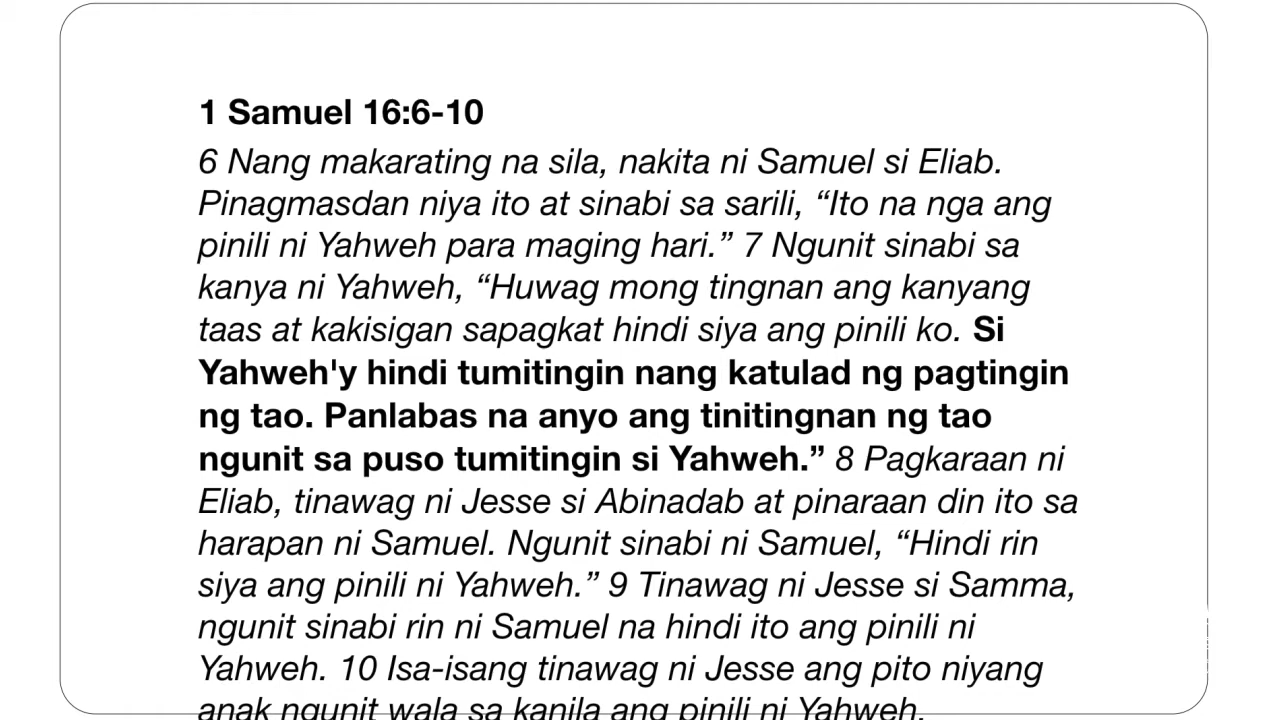 1 Samuel 16:6-10
6 Nang makarating na sila, nakita ni Samuel si Eliab.
Pinagmasdan niya ito at sinabi sa sarili, “Ito na nga ang
pinili ni Yahweh para maging hari.” 7 Ngunit sinabi sa
kanya ni Yahweh, “Huwag mong tingnan ang kanyang
taas at kakisigan sapagkat hindi siya ang pinili ko. Si
Yahweh'y hindi tumitingin nang katulad ng pagtingin
ng tao. Panlabas na anyo ang tinitingnan ng tao
ngunit sa puso tumitingin si Yahweh.” 8 Pagkaraan ni
Eliab, tinawag ni Jesse si Abinadab at pinaraan din ito sa
harapan ni Samuel. Ngunit sinabi ni Samuel, “Hindi rin
siya ang pinili ni Yahweh.” 9 Tinawag ni Jesse si Samma,
ngunit sinabi rin ni Samuel na hindi ito ang pinili ni
Yahweh. 10 Isa-isang tinawag ni Jesse ang pito niyang
anak ngunit wala sa kanila ang pinili ni Yahweh.